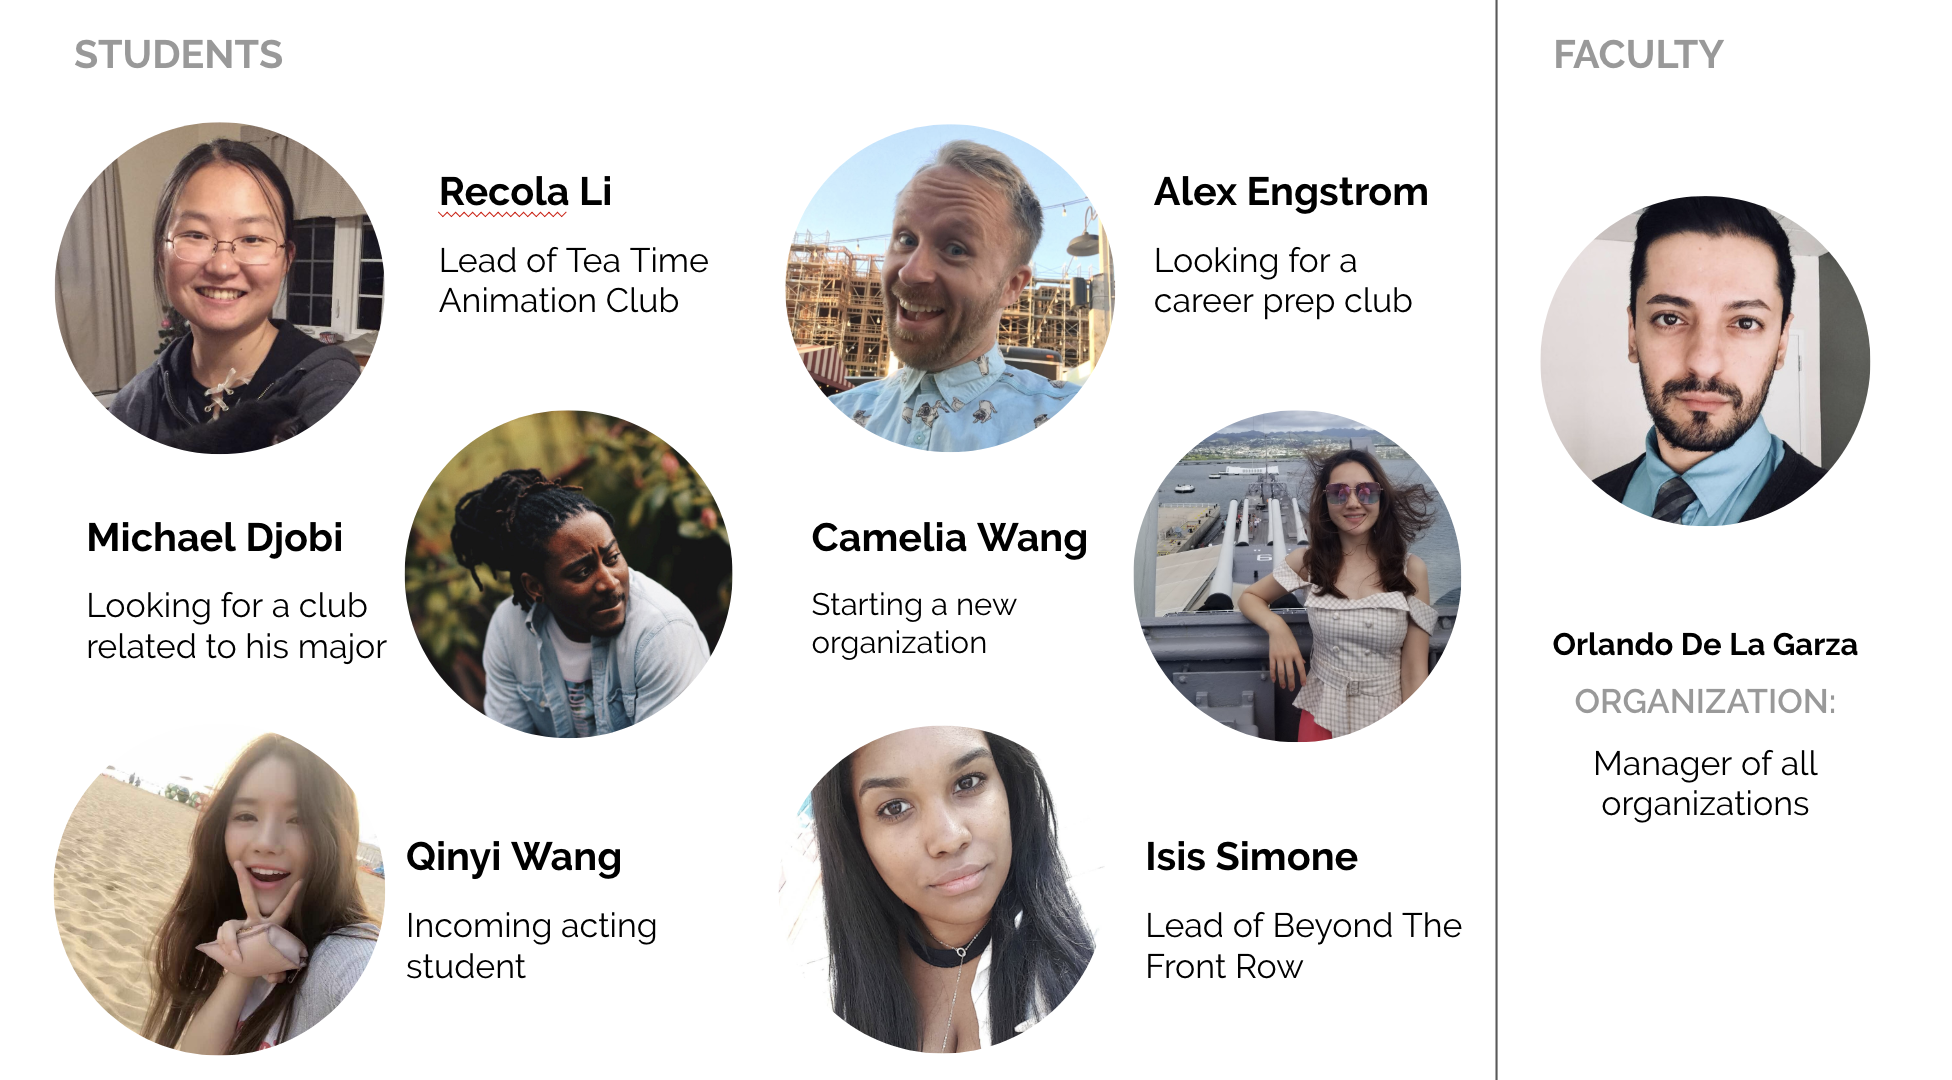 STUDENTS
Recola Li
Lead of Tea Time
Animation Club
Alex Engstrom
Looking for a
career prep club
Michael Djobi
Looking for a club
related to his major
Camelia Wang
Starting a new
organization
Qinyi Wang
Incoming acting
student
Isis Simone
Lead of Beyond The
Front Row
FACULTY
Orlando De La Garza
ORGANIZATION:
Manager of all
organizations